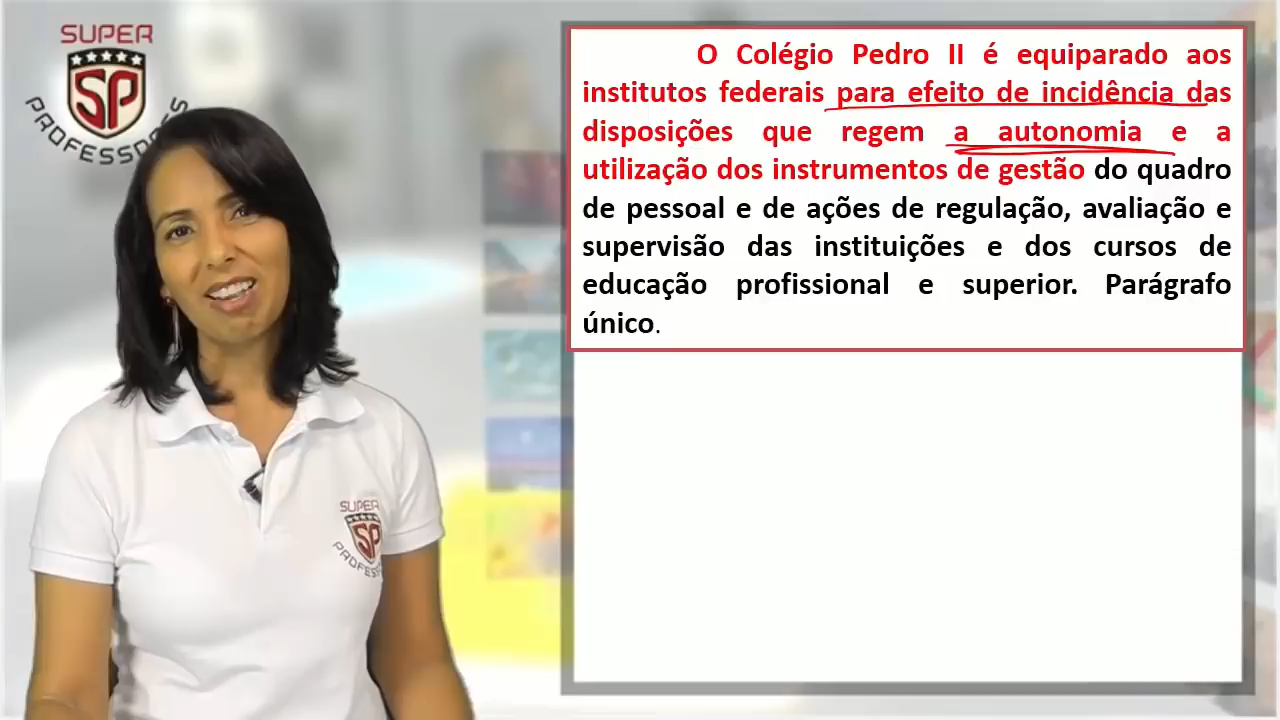 SUPER
SP
PROFESSORES
O Colégio Pedro II é equiparado aos
institutos federais para efeito de incidência das
disposições que regem a autonomia e a
utilização dos instrumentos de gestão do quadro
de pessoal e de ações de regulação, avaliação e
supervisão das instituições e dos cursos de
educação profissional e superior. Parágrafo
único.
SUPER
SP